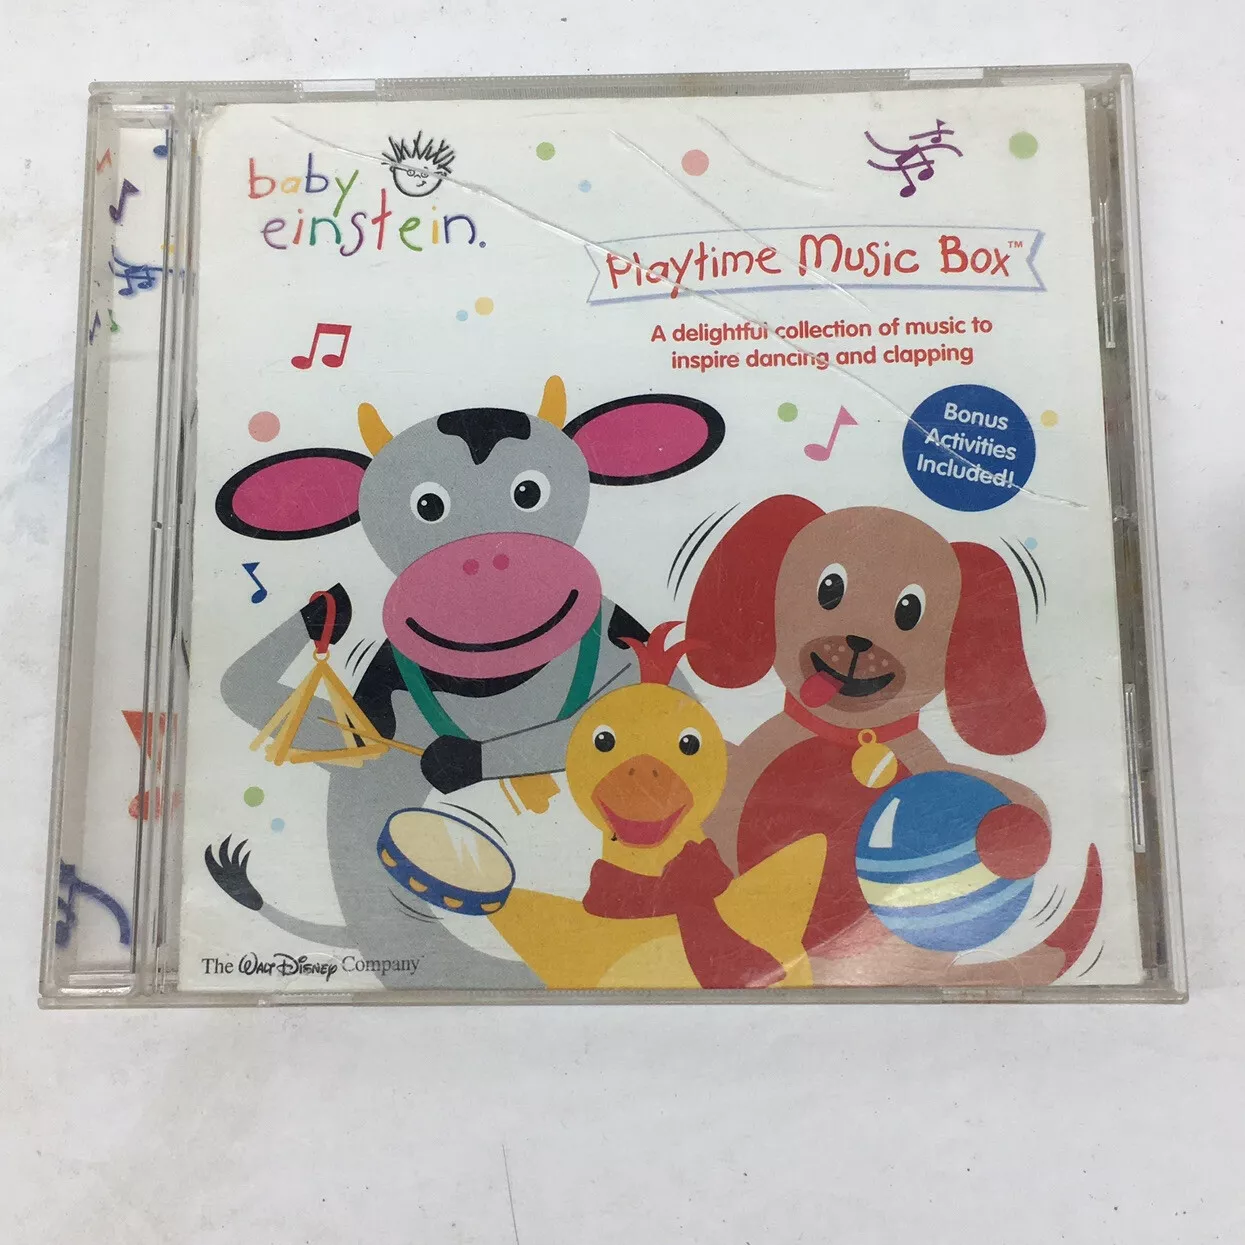 baby
einstein.
Playtime Music Box™
A delightful collection of music to
inspire dancing and clapping
Bonus
Activities
Included!
The Walt Disney Company